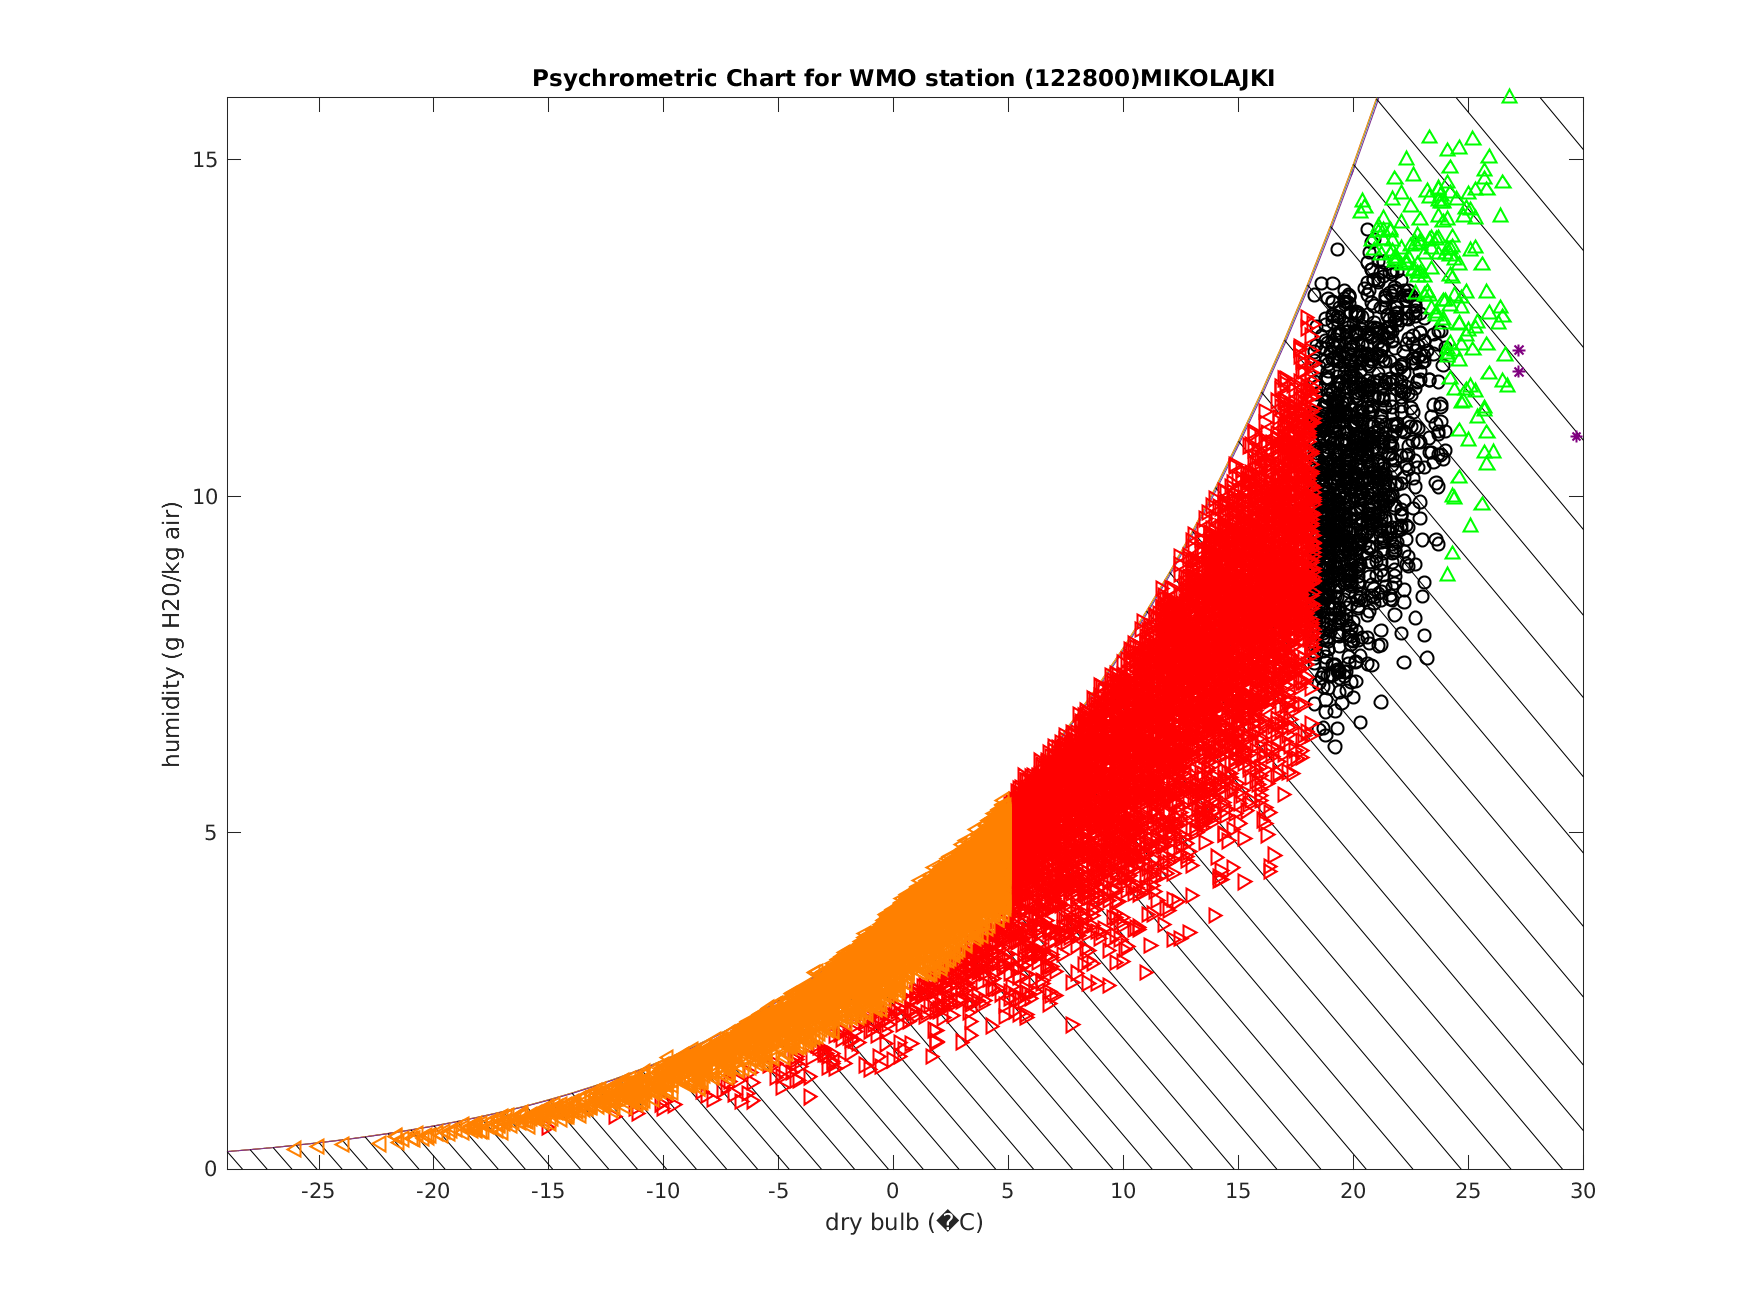 Psychrometric Chart for WMO station (122800)MIKOLAJKI
humidity (g H20/kg air)
15
10
5
0
-25 -20 -15 -10 -5 0 5 10 15 20 25 30
dry bulb (�C)